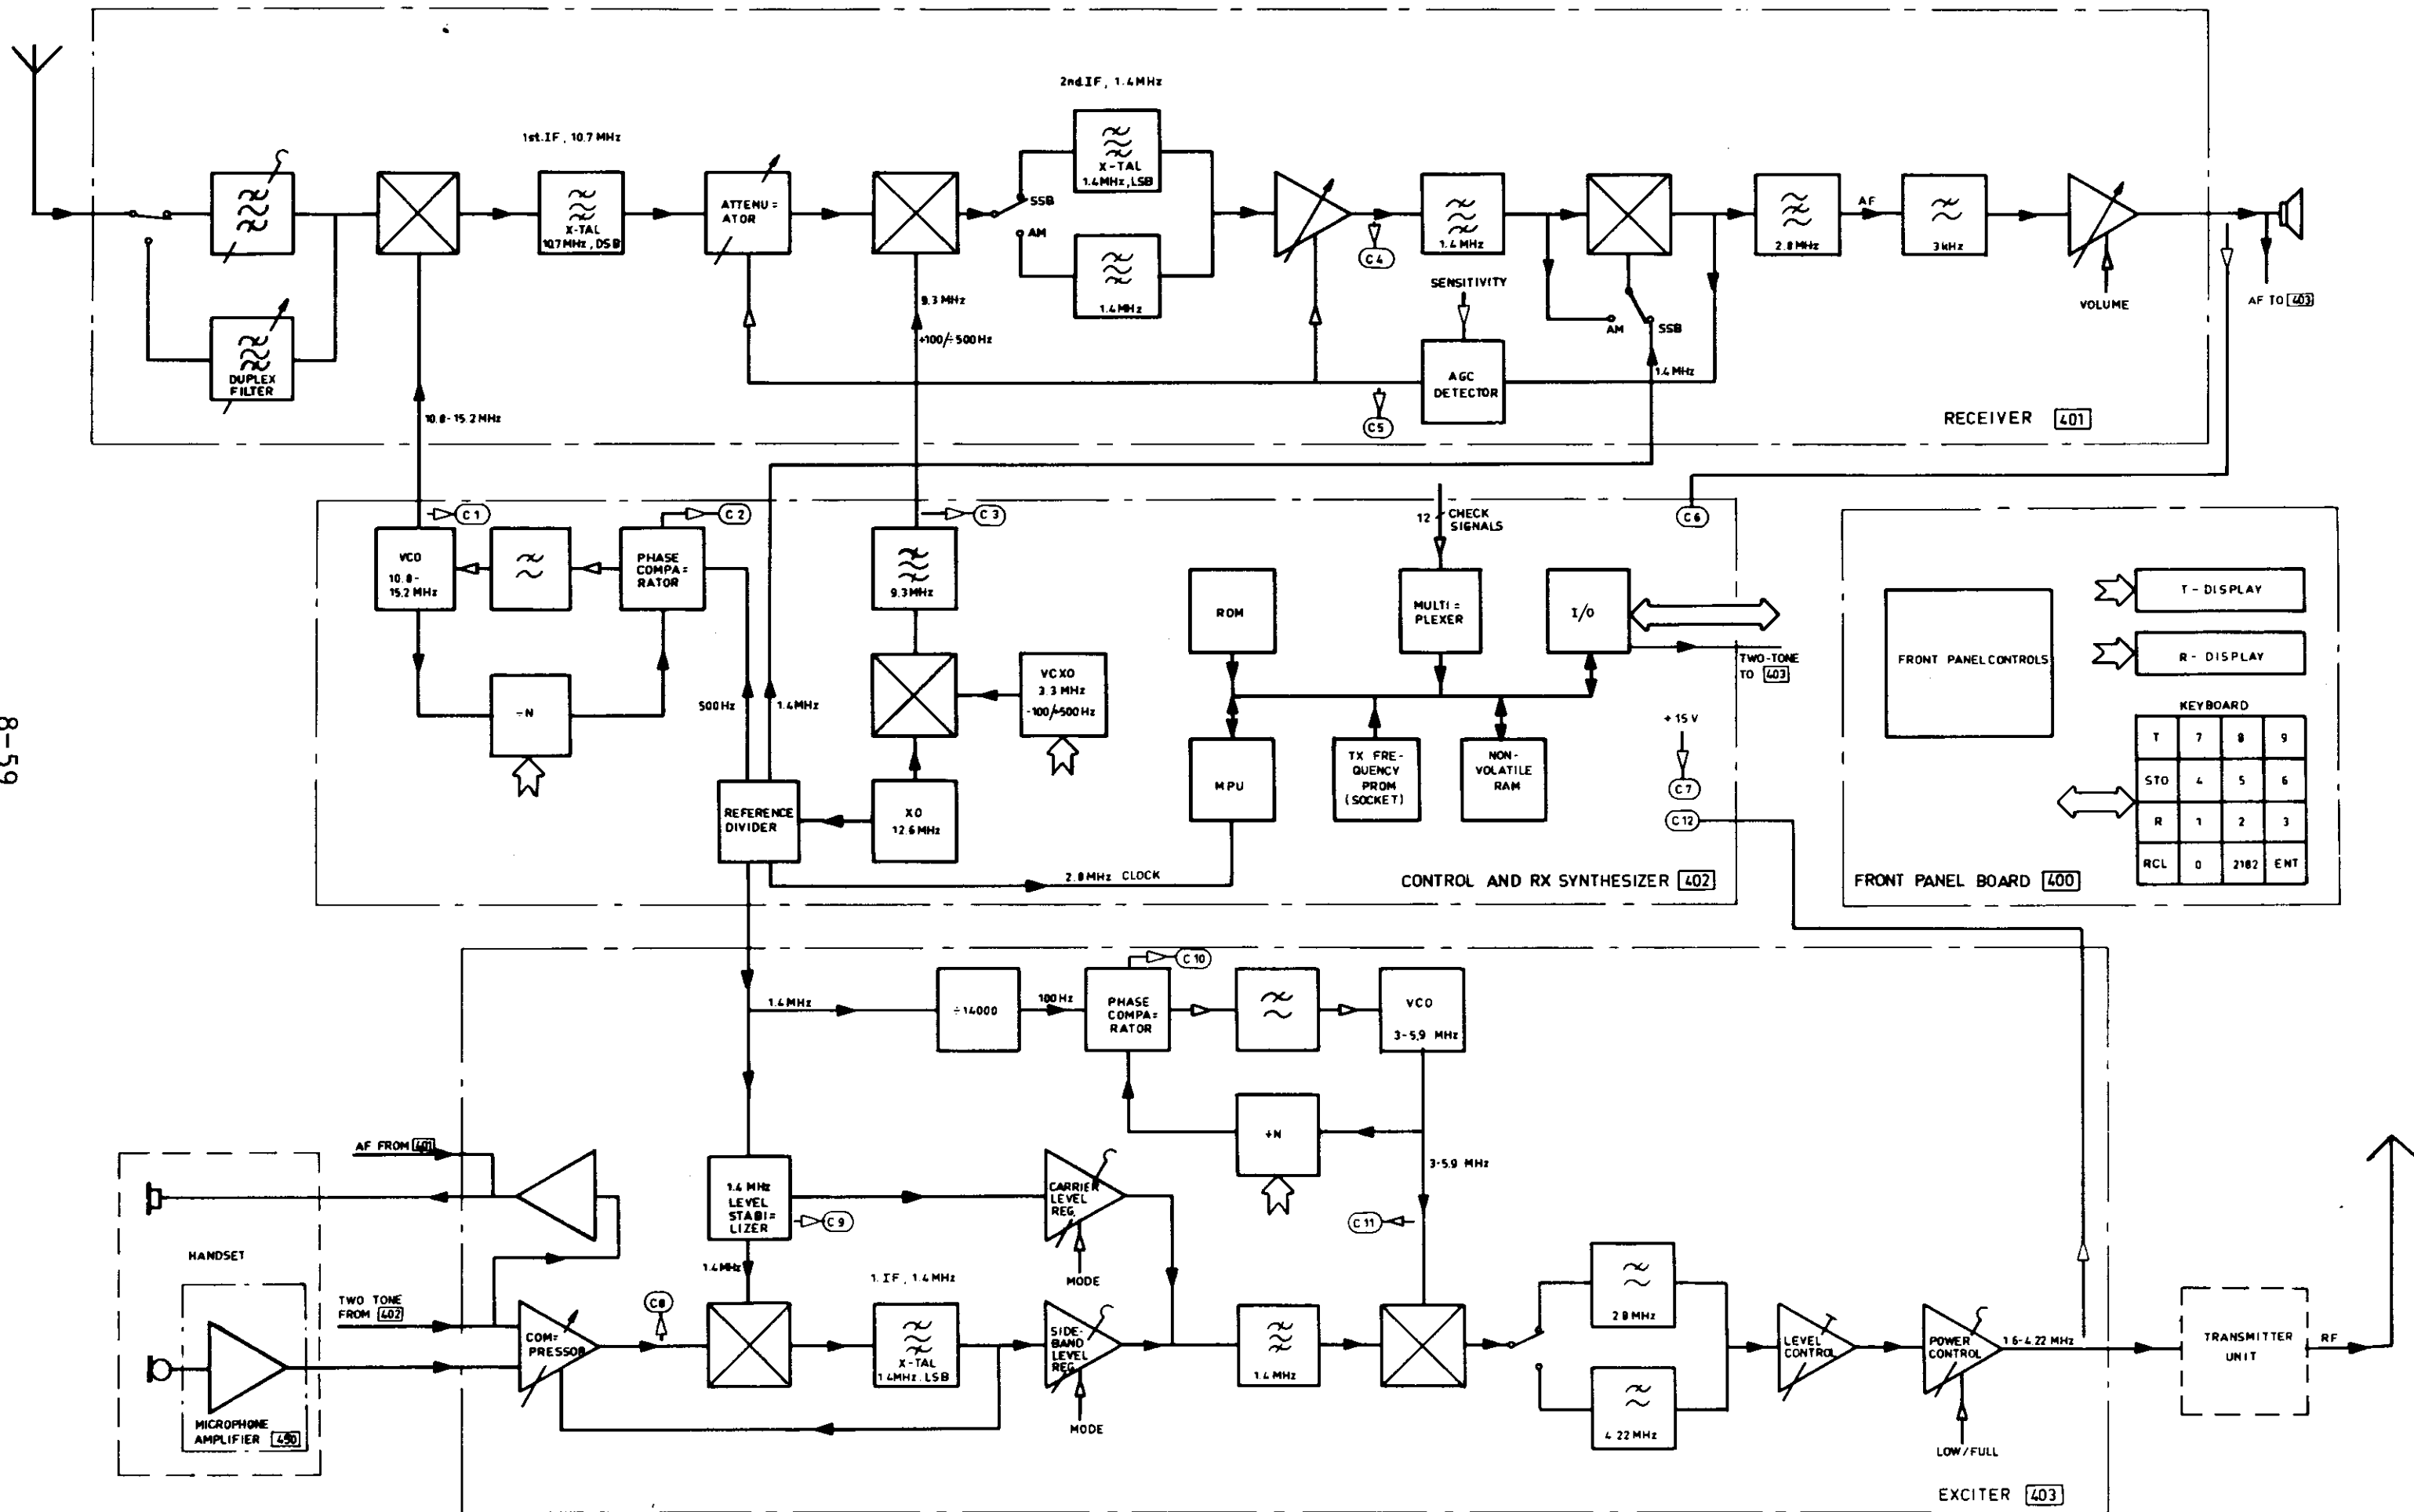 2nd.IF, 1.4MHz
1st.IF, 10.7 MHz
X-TAL
10.7MHz, DSB
ATTENU=
ATOR
SSB
AM
X-TAL
1.4MHz, LSB
1.4MHz
C4
1.4 MHz
SENSITIVITY
AM
SSB
2.8 MHz
AF
3kHz
VOLUME
AF TO 403
DUPLEX
FILTER
9.3 MHz
+100/÷500Hz
10.8-15.2MHz
AGC
DETECTOR
C5
1.4MHz
RECEIVER 401
C1
C2
C3
C6
VCO
10.8-
15.2 MHz
PHASE
COMPA=
RATOR
9.3MHz
12
CHECK
SIGNALS
ROM
MULTI=
PLEXER
I/O
TWO-TONE
TO 403
÷N
500Hz
1.4MHz
VCXO
3.3 MHz
-100/+500Hz
+15V
C7
C12
REFERENCE
DIVIDER
XO
12.6MHz
MPU
TX FRE-
QUENCY
PROM
(SOCKET)
NON-
VOLATILE
RAM
2.8MHz CLOCK
CONTROL AND RX SYNTHESIZER 402
FRONT PANEL CONTROLS
T-DISPLAY
R-DISPLAY
KEYBOARD
T 7 8 9
STO 4 5 6
R 1 2 3
RCL 0 2182 ENT
FRONT PANEL BOARD 400
8-59
C10
1.4MHz
÷14000
100Hz
PHASE
COMPA=
RATOR
VCO
3-5,9 MHz
÷N
3-5.9 MHz
AF FROM 401
1.4 MHz
LEVEL
STABI=
LIZER
C9
CARRIER
LEVEL
REG.
MODE
C11
HANDSET
TWO TONE
FROM 402
COM=
PRESSOR
C8
1.4MHz
1. IF, 1.4MHz
X-TAL
1.4MHz. LSB
SIDE-
BAND
LEVEL
REG.
MODE
1.4MHz
2.8 MHz
4.22 MHz
LEVEL
CONTROL
POWER
CONTROL
LOW/FULL
1.6-4.22 MHz
TRANSMITTER
UNIT
RF
MICROPHONE
AMPLIFIER 450
EXCITER 403